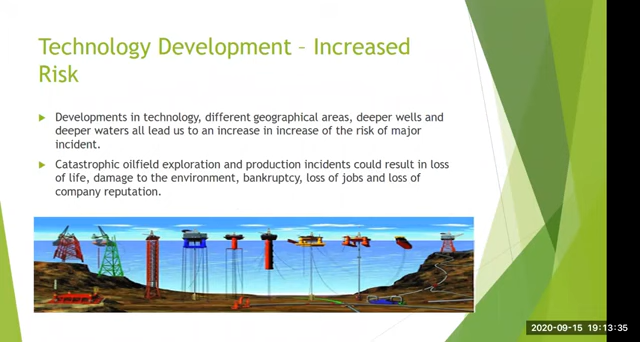 Technology Development – Increased
Risk
Developments in technology, different geographical areas, deeper wells and
deeper waters all lead us to an increase in increase of the risk of major
incident.
Catastrophic oilfield exploration and production incidents could result in loss
of life, damage to the environment, bankruptcy, loss of jobs and loss of
company reputation.
2020-09-15 19:13:35